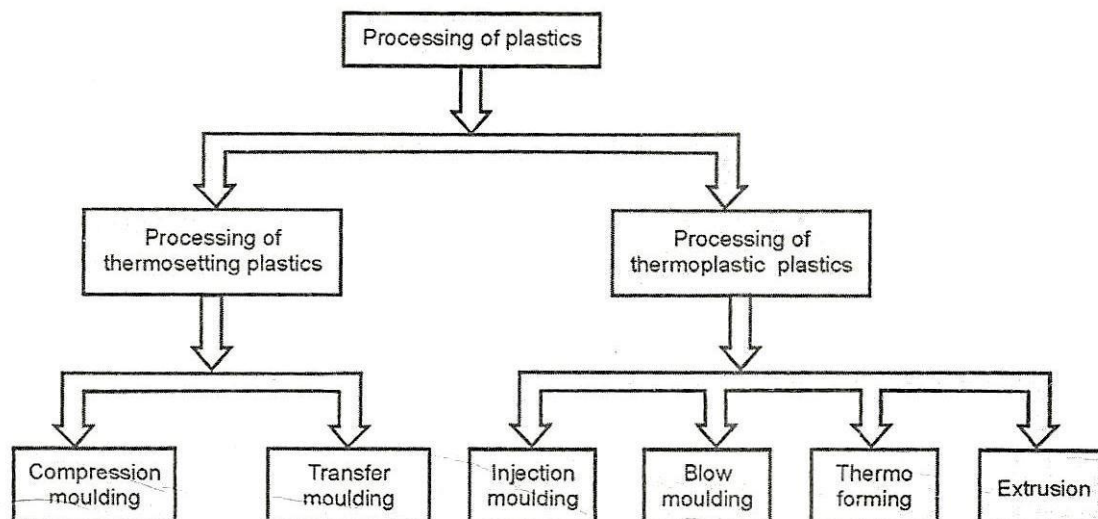 Processing of plastics
Processing of
thermosetting plastics
Processing of
thermoplastic plastics
Compression
moulding
Transfer
moulding
Injection
moulding
Blow
moulding
Thermo
forming
Extrusion